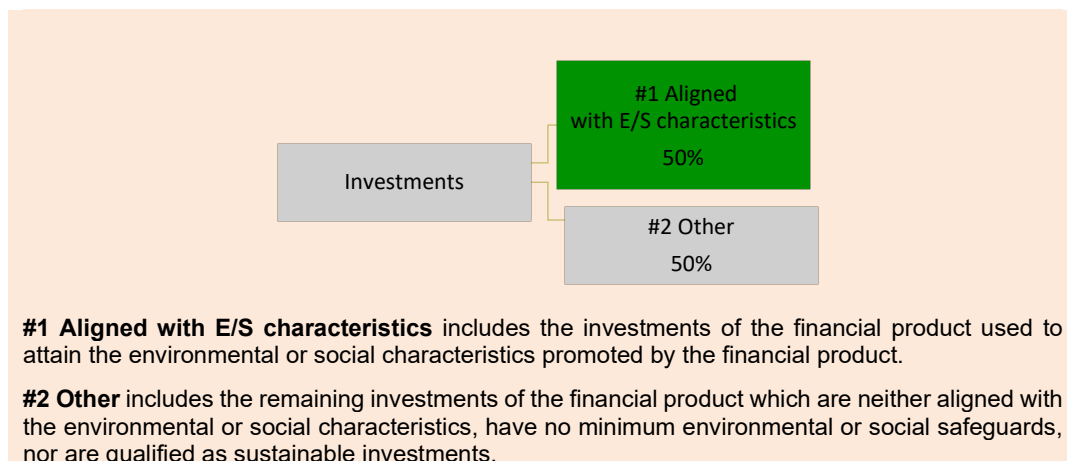 #1 Aligned
with E/S characteristics
50%
Investments
#2 Other
50%
#1 Aligned with E/S characteristics includes the investments of the financial product used to
attain the environmental or social characteristics promoted by the financial product.
#2 Other includes the remaining investments of the financial product which are neither aligned with
the environmental or social characteristics, have no minimum environmental or social safeguards,
nor are qualified as sustainable investments.